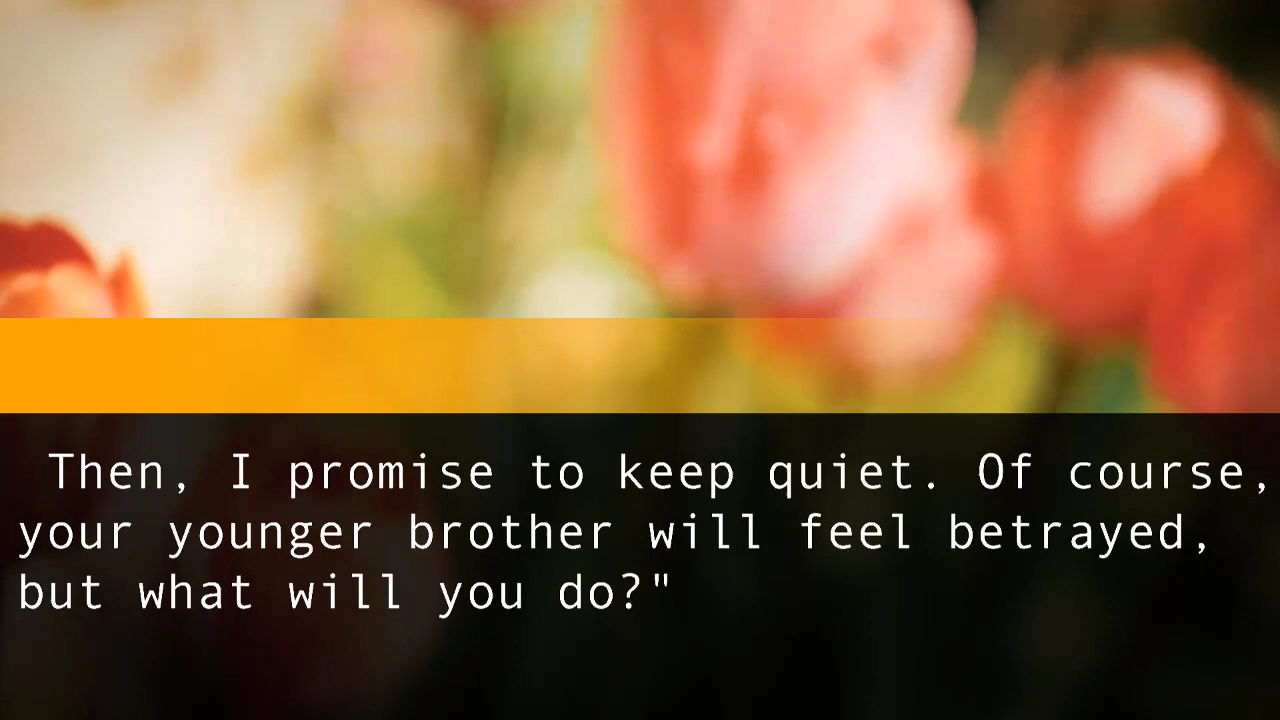 Then, I promise to keep quiet. Of course,
your younger brother will feel betrayed,
but what will you do?"